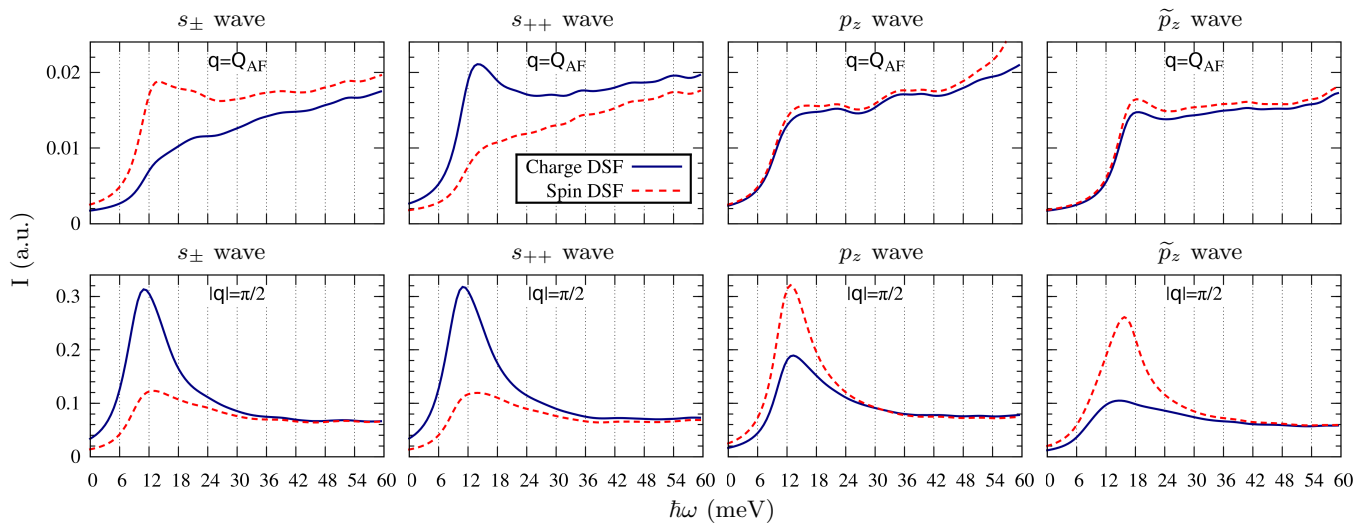 s± wave
s++ wave
pz wave
p̃z wave
I (a.u.)
0.02
0.01
0
q=QAF
q=QAF
Charge DSF
Spin DSF
q=QAF
q=QAF
s± wave
s++ wave
pz wave
p̃z wave
0.3
0.2
0.1
0
|q|=π/2
|q|=π/2
|q|=π/2
|q|=π/2
0 6 12 18 24 30 36 42 48 54 60
0 6 12 18 24 30 36 42 48 54 60
0 6 12 18 24 30 36 42 48 54 60
0 6 12 18 24 30 36 42 48 54 60
ℏω (meV)